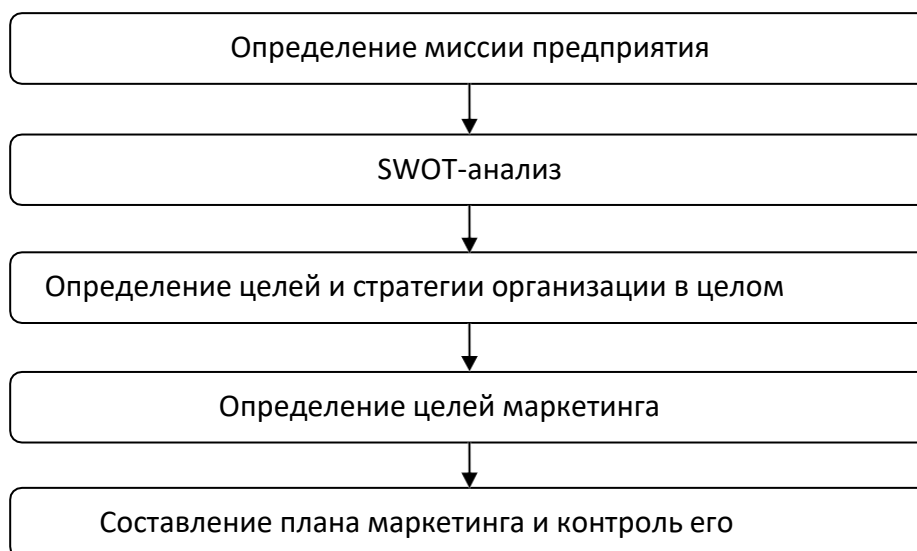 Определение миссии предприятия
SWOT-анализ
Определение целей и стратегии организации в целом
Определение целей маркетинга
Составление плана маркетинга и контроль его